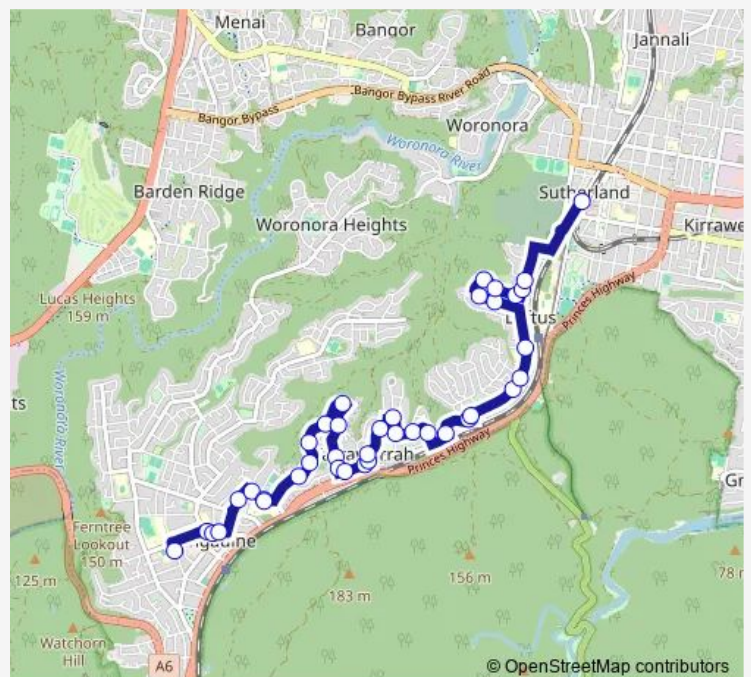 Menai
Bangor
Jannali
Bangor Bypass River Road
Bangor Bypass
Woronora
Woronora River
Barden Ridge
Sutherland
Woronora Heights
Kirrawe
Lucas Heights
159 m
Princes Highway
ts
Woronora River
Princes Highway
Gr
Ferntree
Lookout
150 m
125 m
156 m
183 m
78 m
Watchorn
Hill
A6
© OpenStreetMap contributors